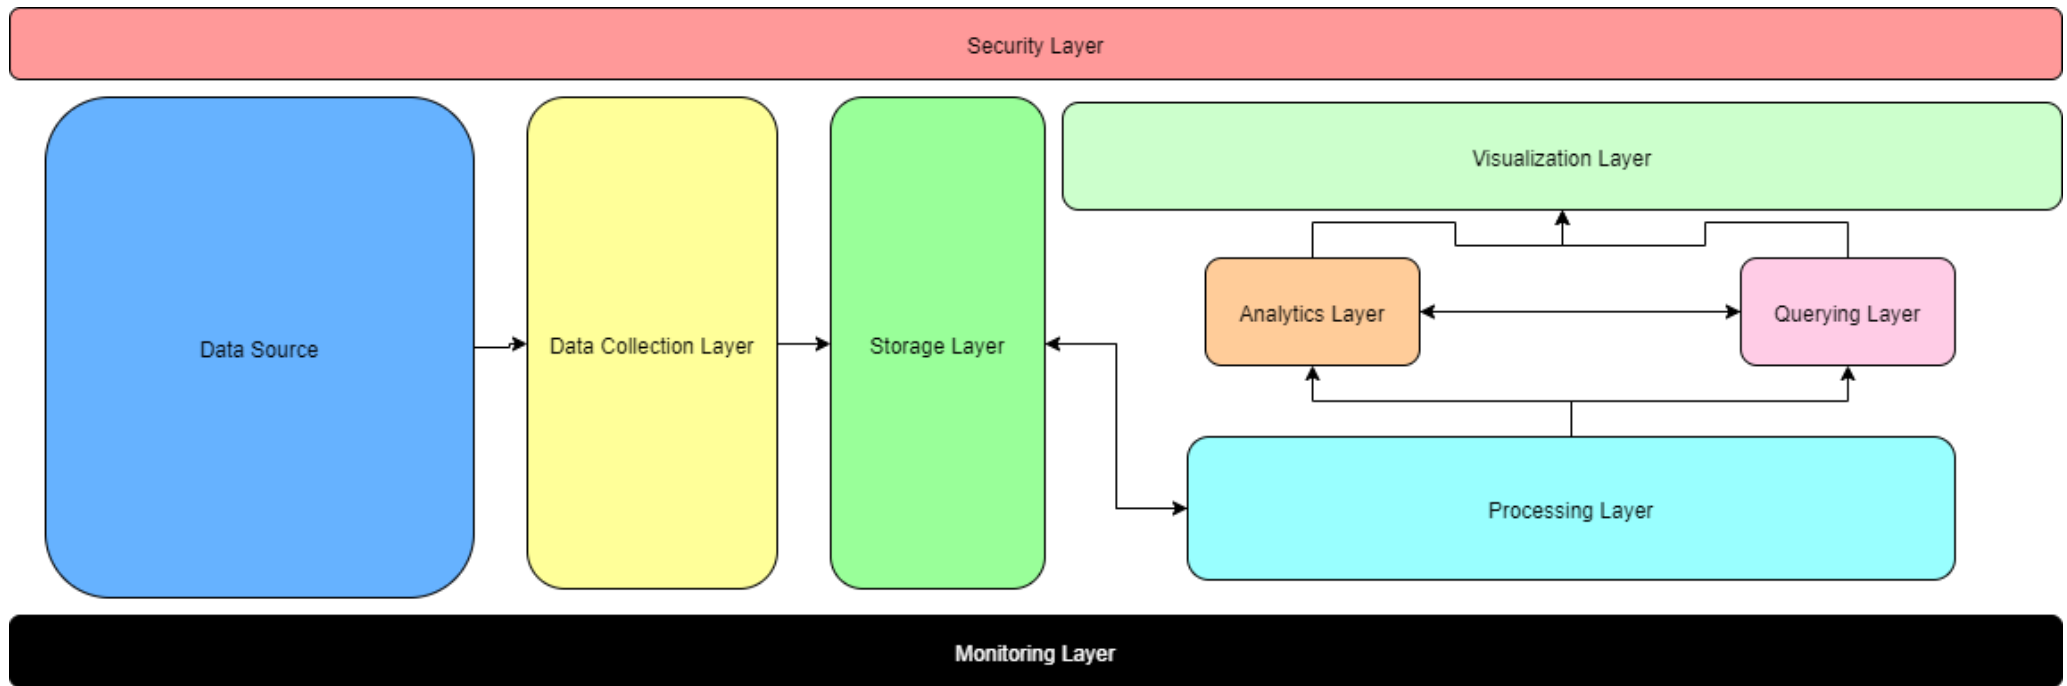 Security Layer
Visualization Layer
Data Source
Data Collection Layer
Storage Layer
Analytics Layer
Querying Layer
Processing Layer
Monitoring Layer